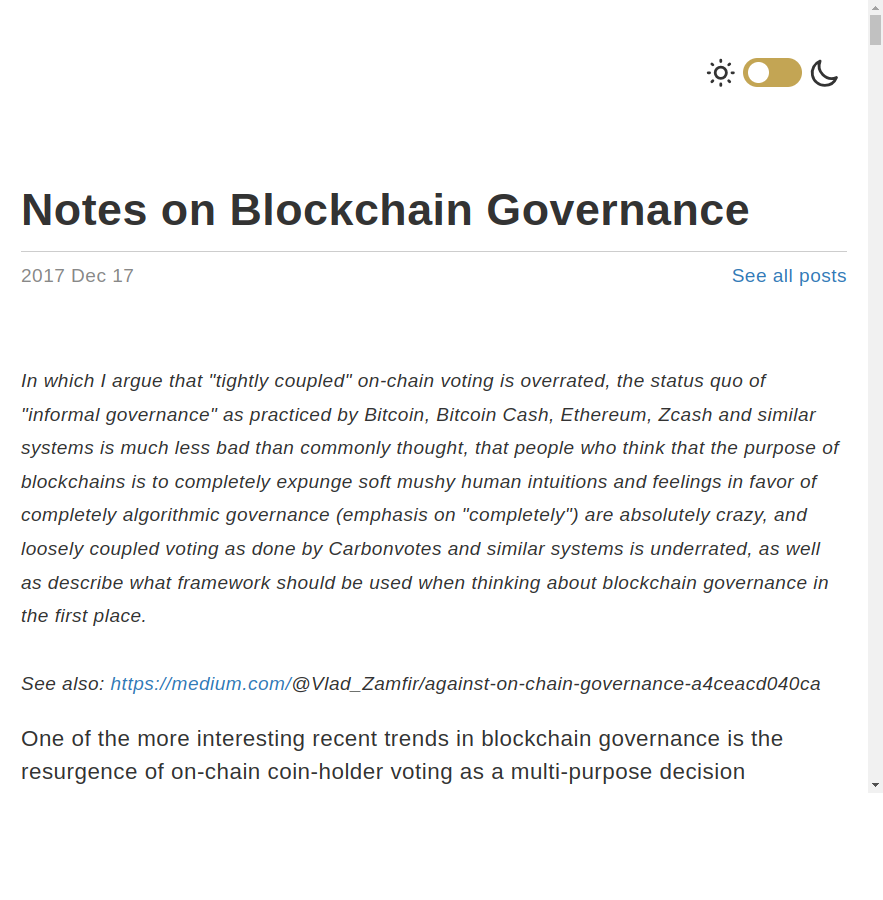 Notes on Blockchain Governance
2017 Dec 17
See all posts
In which I argue that "tightly coupled" on-chain voting is overrated, the status quo of
"informal governance" as practiced by Bitcoin, Bitcoin Cash, Ethereum, Zcash and similar
systems is much less bad than commonly thought, that people who think that the purpose of
blockchains is to completely expunge soft mushy human intuitions and feelings in favor of
completely algorithmic governance (emphasis on "completely") are absolutely crazy, and
loosely coupled voting as done by Carbonvotes and similar systems is underrated, as well
as describe what framework should be used when thinking about blockchain governance in
the first place.
See also: https://medium.com/@Vlad_Zamfir/against-on-chain-governance-a4ceacd040ca
One of the more interesting recent trends in blockchain governance is the
resurgence of on-chain coin-holder voting as a multi-purpose decision